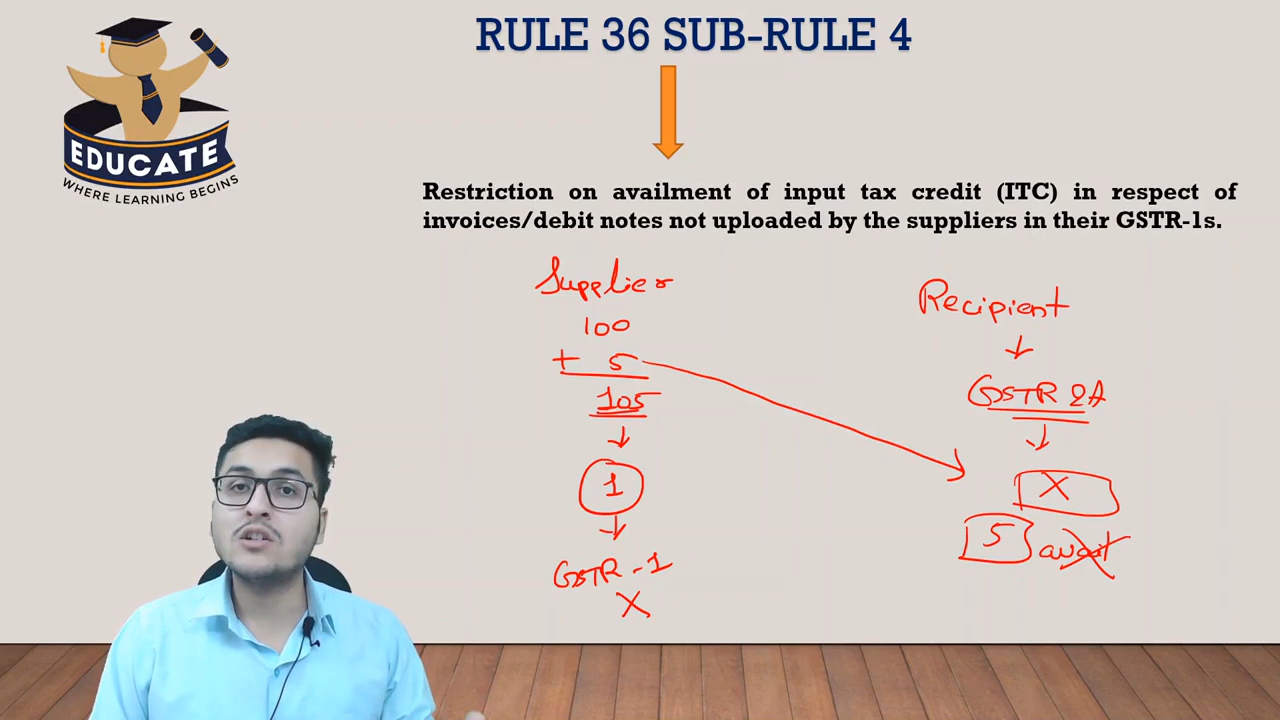 RULE 36 SUB-RULE 4
EDUCATE
WHERE LEARNING BEGINS
Restriction on availment of input tax credit (ITC) in respect of
invoices/debit notes not uploaded by the suppliers in their GSTR-1s.
Supplier
100
+ 5
105
1
GSTR-1
X
Recipient
GSTR 2A
X
5 avail